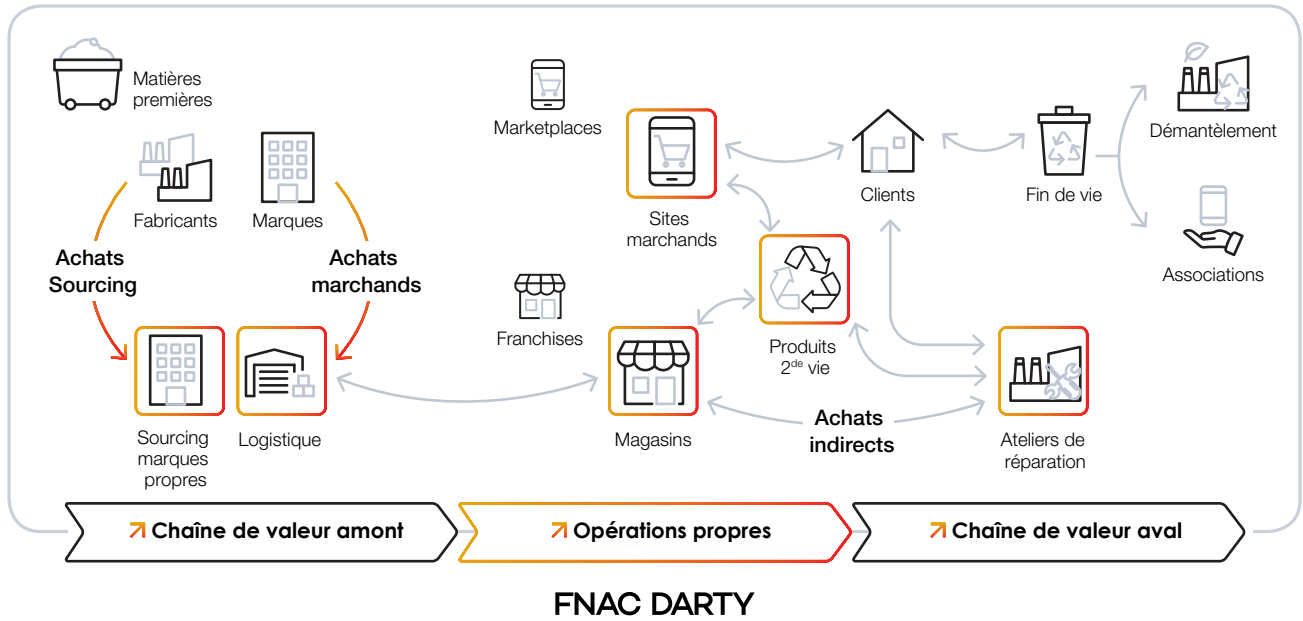 Matières
premières
Fabricants
Marques
Achats
Sourcing
Achats
marchands
Sourcing
marques
propres
Logistique
Marketplaces
Sites
marchands
Franchises
Magasins
Produits
2de vie
Clients
Fin de vie
Démantèlement
Associations
Achats
indirects
Ateliers de
réparation
Chaîne de valeur amont
Opérations propres
Chaîne de valeur aval
FNAC DARTY